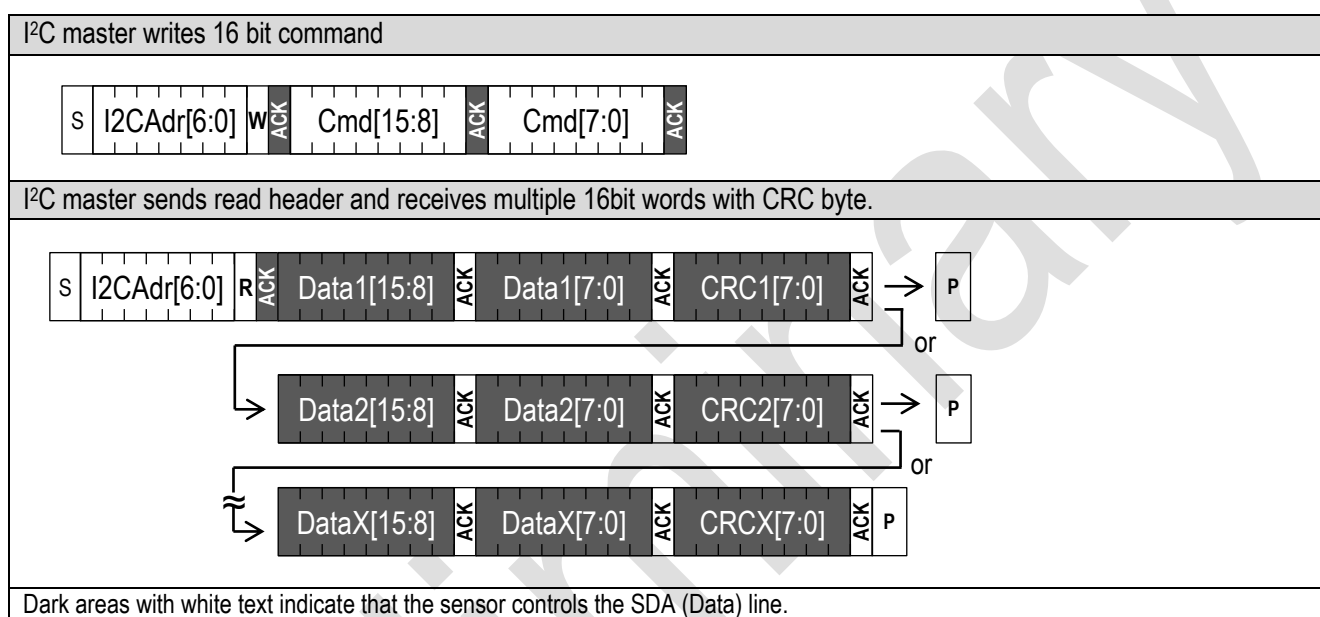 I²C master writes 16 bit command
S I2CAdr[6:0] W ACK Cmd[15:8] ACK Cmd[7:0] ACK
I²C master sends read header and receives multiple 16bit words with CRC byte.
S I2CAdr[6:0] R ACK Data1[15:8] ACK Data1[7:0] ACK CRC1[7:0] ACK P
or
Data2[15:8] ACK Data2[7:0] ACK CRC2[7:0] ACK P
or
DataX[15:8] ACK DataX[7:0] ACK CRCX[7:0] ACK P
Dark areas with white text indicate that the sensor controls the SDA (Data) line.